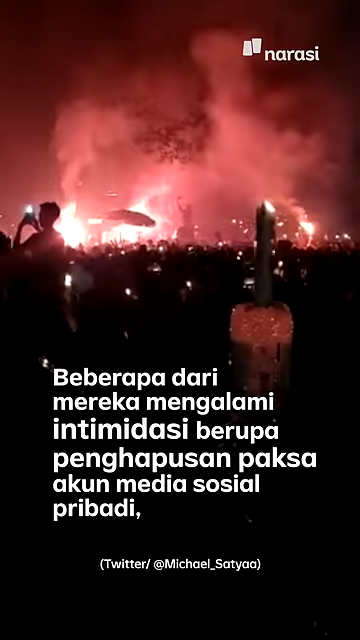 narasi
Beberapa dari
mereka mengalami
intimidasi berupa
penghapusan paksa
akun media sosial
pribadi,
(Twitter/ @Michael_Satyaa)